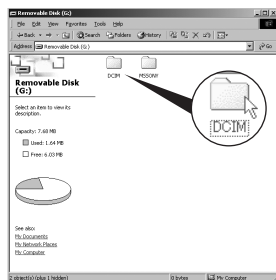 Removable Disk (G:)
File Edit View Favorites Tools Help
Back Search Folders History
Address Removable Disk (G:) Go
DCIM MSSONY
Removable Disk
(G:)
Select an item to view its
description.
Capacity: 7.68 MB
Used: 1.64 MB
Free: 6.03 MB
DCIM
See also:
My Documents
My Network Places
My Computer
2 object(s) (plus 1 hidden) 0 bytes My Computer